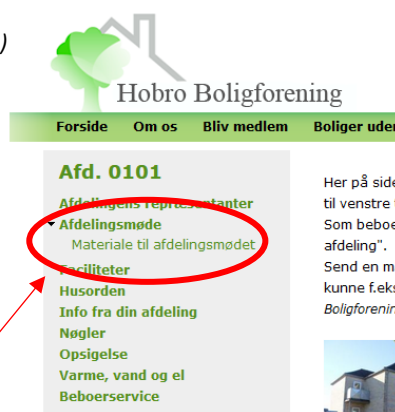 )
Hobro Boligforening
Forside Om os Bliv medlem Boliger uden
Afd. 0101
Afdelingens repræsentanter
Afdelingsmøde
Materiale til afdelingsmødet
Faciliteter
Husorden
Info fra din afdeling
Nøgler
Opsigelse
Varme, vand og el
Beboerservice
Her på side
til venstre
Som beboe
afdeling".
Send en ma
kunne f.eks
Boligforenin